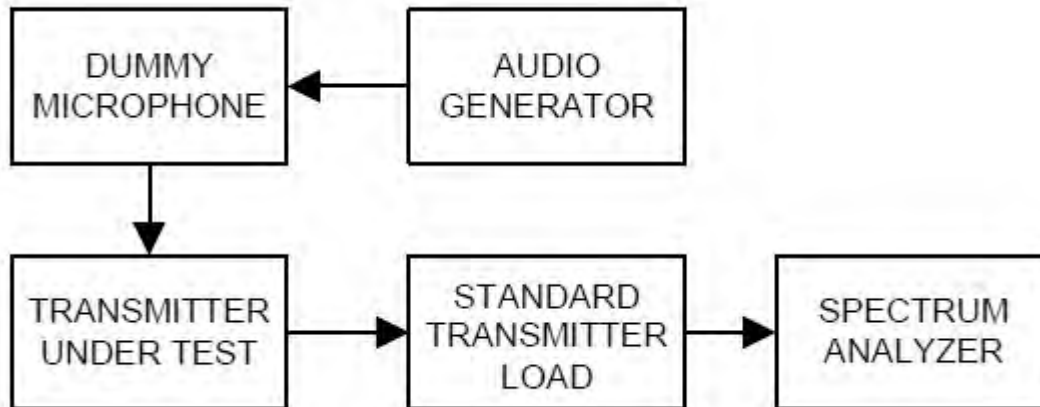 DUMMY
MICROPHONE
AUDIO
GENERATOR
TRANSMITTER
UNDER TEST
STANDARD
TRANSMITTER
LOAD
SPECTRUM
ANALYZER